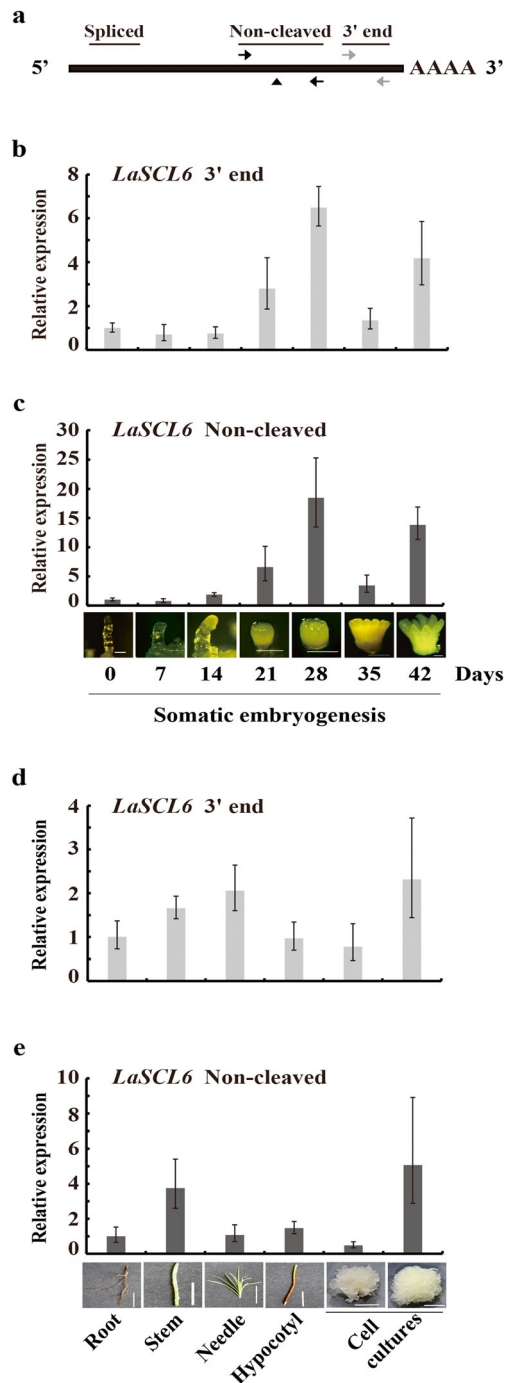 a
Spliced Non-cleaved 3' end
5’ AAAA 3’
b
LaSCL6 3' end
Relative expression
8
6
4
2
0
c
LaSCL6 Non-cleaved
Relative expression
30
25
20
15
10
5
0
0 7 14 21 28 35 42 Days
Somatic embryogenesis
d
LaSCL6 3' end
Relative expression
4
3
2
1
0
e
LaSCL6 Non-cleaved
Relative expression
10
8
6
4
2
0
Root
Stem
Needle
Hypocotyl
Cell
cultures